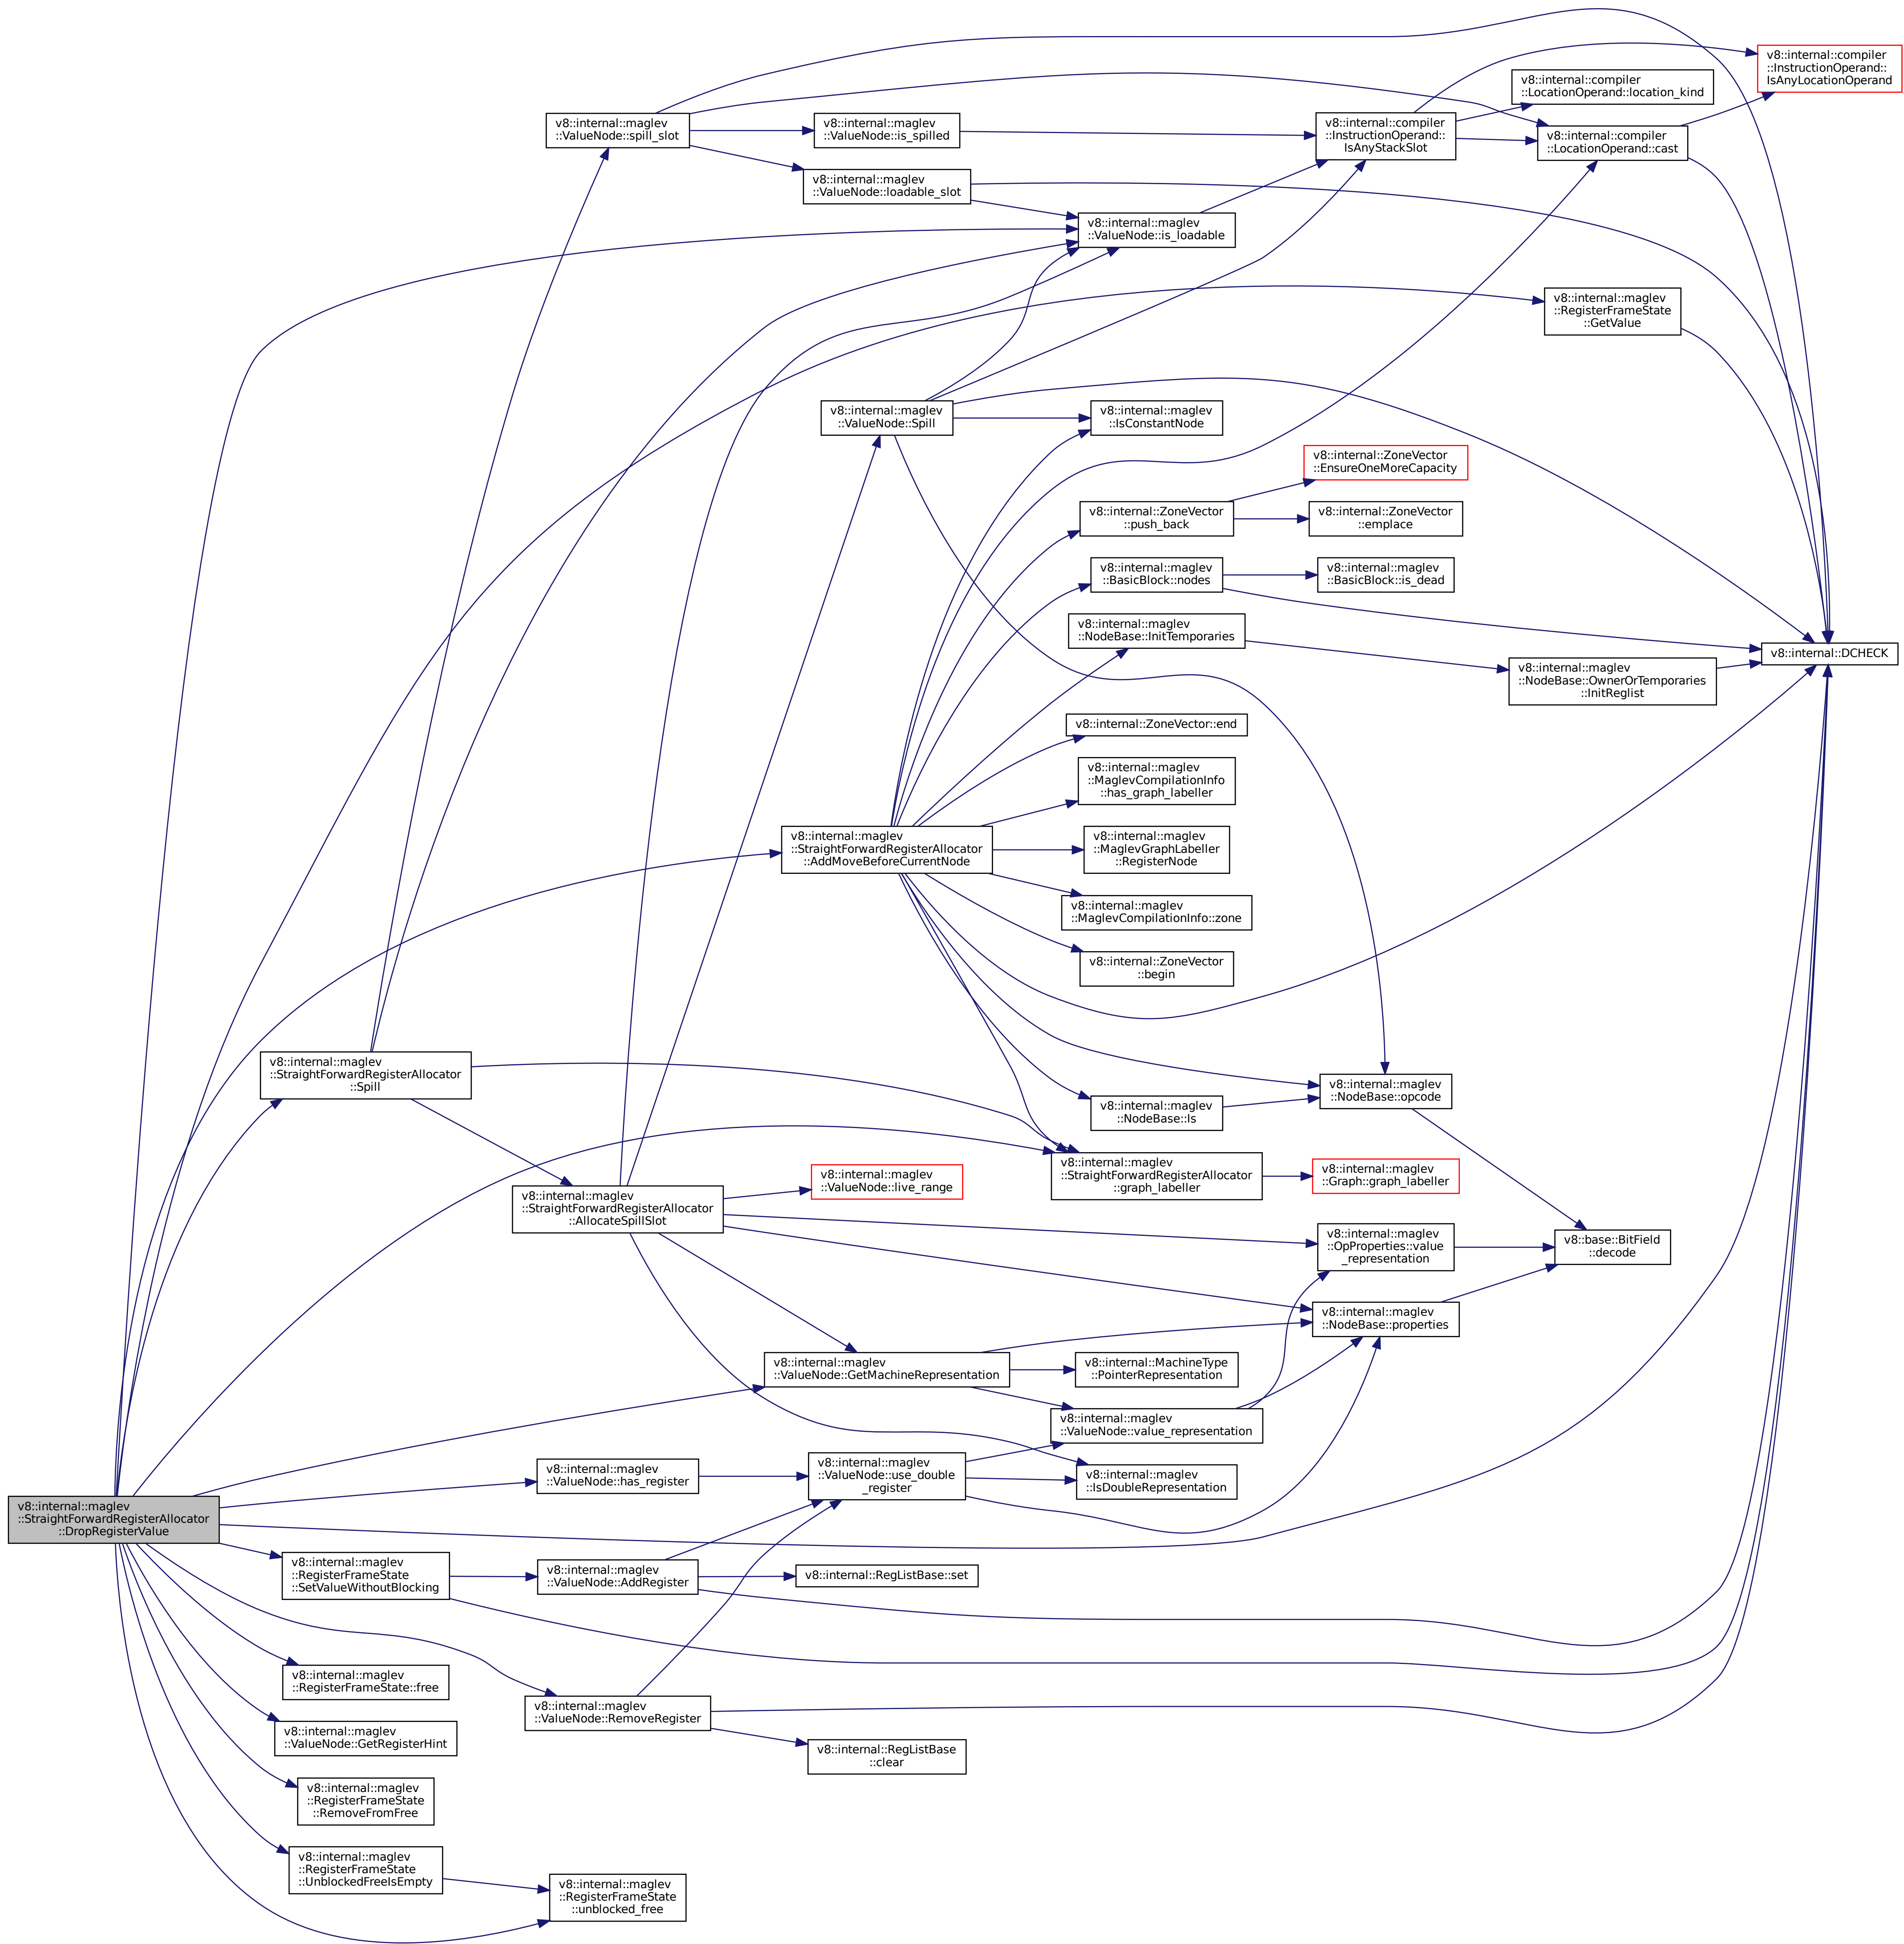 v8::internal::compiler
::InstructionOperand::
IsAnyLocationOperand
v8::internal::compiler
::LocationOperand::location_kind
v8::internal::maglev
::ValueNode::spill_slot
v8::internal::maglev
::ValueNode::is_spilled
v8::internal::compiler
::InstructionOperand::
IsAnyStackSlot
v8::internal::compiler
::LocationOperand::cast
v8::internal::maglev
::ValueNode::loadable_slot
v8::internal::maglev
::ValueNode::is_loadable
v8::internal::maglev
::RegisterFrameState
::GetValue
v8::internal::maglev
::ValueNode::Spill
v8::internal::maglev
::IsConstantNode
v8::internal::ZoneVector
::EnsureOneMoreCapacity
v8::internal::ZoneVector
::push_back
v8::internal::ZoneVector
::emplace
v8::internal::maglev
::BasicBlock::nodes
v8::internal::maglev
::BasicBlock::is_dead
v8::internal::maglev
::NodeBase::InitTemporaries
v8::internal::DCHECK
v8::internal::maglev
::NodeBase::OwnerOrTemporaries
::InitReglist
v8::internal::ZoneVector::end
v8::internal::maglev
::MaglevCompilationInfo
::has_graph_labeller
v8::internal::maglev
::StraightForwardRegisterAllocator
::AddMoveBeforeCurrentNode
v8::internal::maglev
::MaglevGraphLabeller
::RegisterNode
v8::internal::maglev
::MaglevCompilationInfo::zone
v8::internal::ZoneVector
::begin
v8::internal::maglev
::StraightForwardRegisterAllocator
::Spill
v8::internal::maglev
::NodeBase::opcode
v8::internal::maglev
::NodeBase::Is
v8::internal::maglev
::StraightForwardRegisterAllocator
::graph_labeller
v8::internal::maglev
::Graph::graph_labeller
v8::internal::maglev
::ValueNode::live_range
v8::internal::maglev
::StraightForwardRegisterAllocator
::AllocateSpillSlot
v8::internal::maglev
::OpProperties::value
_representation
v8::base::BitField
::decode
v8::internal::maglev
::NodeBase::properties
v8::internal::maglev
::ValueNode::GetMachineRepresentation
v8::internal::MachineType
::PointerRepresentation
v8::internal::maglev
::ValueNode::value_representation
v8::internal::maglev
::ValueNode::has_register
v8::internal::maglev
::ValueNode::use_double
_register
v8::internal::maglev
::IsDoubleRepresentation
v8::internal::maglev
::StraightForwardRegisterAllocator
::DropRegisterValue
v8::internal::maglev
::RegisterFrameState
::SetValueWithoutBlocking
v8::internal::maglev
::ValueNode::AddRegister
v8::internal::RegListBase::set
v8::internal::maglev
::RegisterFrameState::free
v8::internal::maglev
::ValueNode::RemoveRegister
v8::internal::maglev
::ValueNode::GetRegisterHint
v8::internal::RegListBase
::clear
v8::internal::maglev
::RegisterFrameState
::RemoveFromFree
v8::internal::maglev
::RegisterFrameState
::UnblockedFreeIsEmpty
v8::internal::maglev
::RegisterFrameState
::unblocked_free